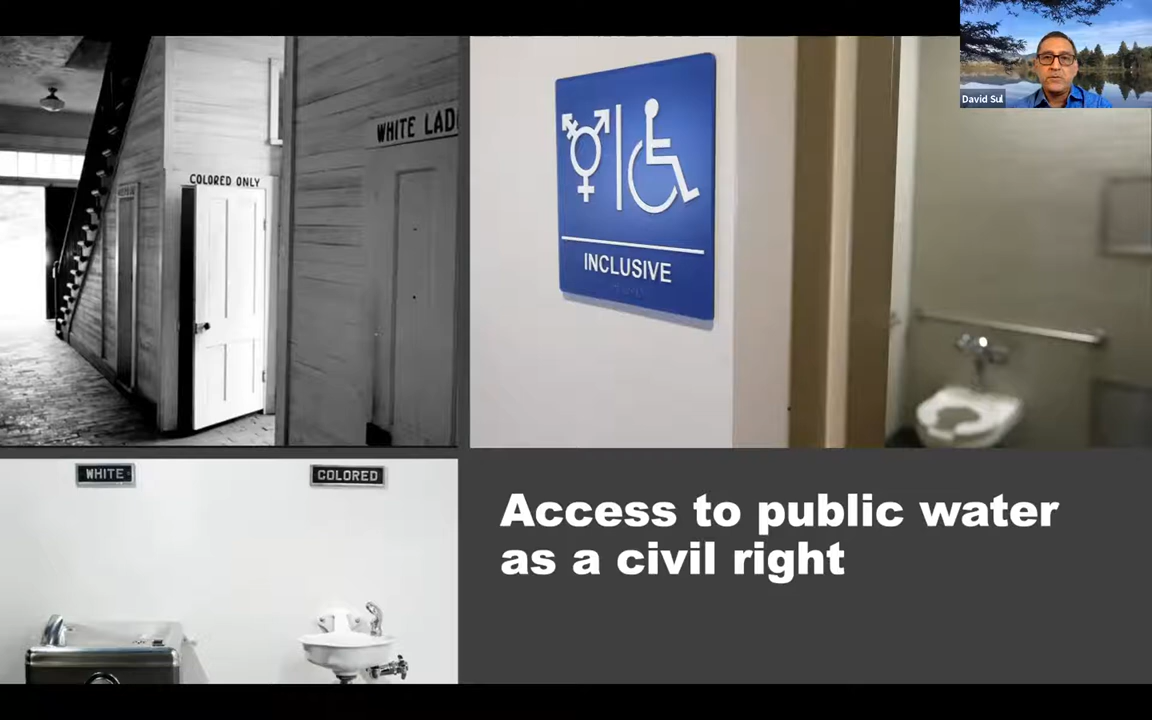 COLORED ONLY
WHITE LAD
INCLUSIVE
David Sul
WHITE
COLORED
Access to public water
as a civil right